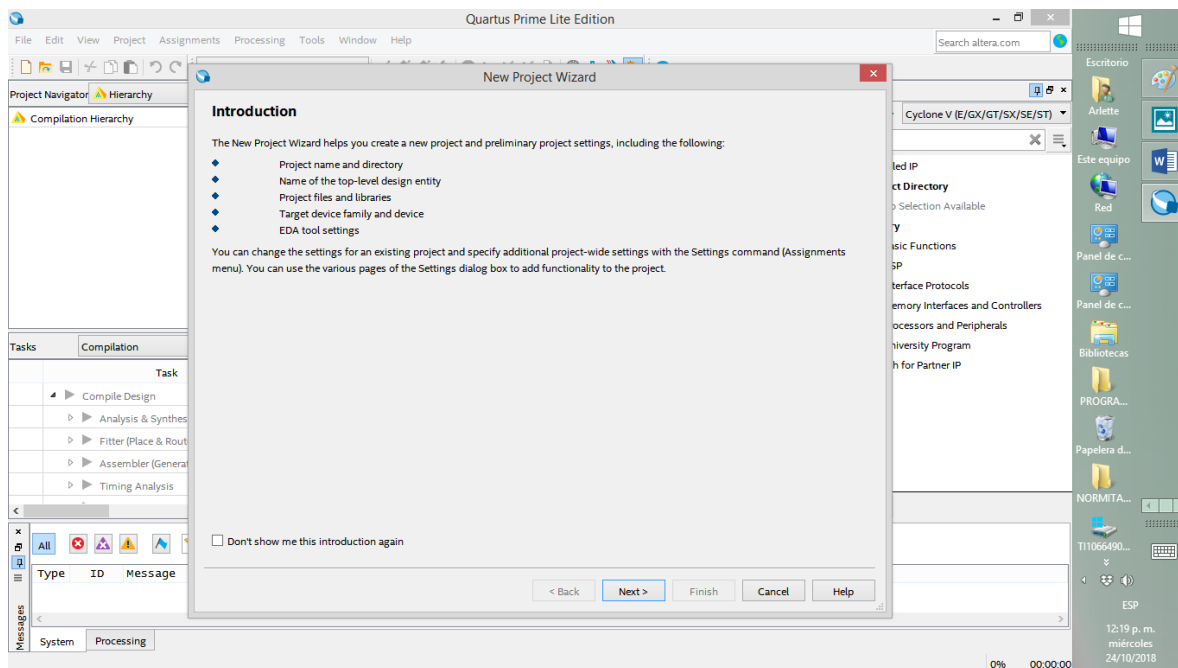 Quartus Prime Lite Edition
File Edit View Project Assignments Processing Tools Window Help
Search altera.com
New Project Wizard
Project Navigator Hierarchy
Compilation Hierarchy
Introduction
The New Project Wizard helps you create a new project and preliminary project settings, including the following:
Project name and directory
Name of the top-level design entity
Project files and libraries
Target device family and device
EDA tool settings
You can change the settings for an existing project and specify additional project-wide settings with the Settings command (Assignments
menu). You can use the various pages of the Settings dialog box to add functionality to the project.
Don't show me this introduction again
< Back Next > Finish Cancel Help
Cyclone V (E/GX/GT/SX/SE/ST)
led IP
ct Directory
Selection Available
y
asic Functions
SP
terface Protocols
emory Interfaces and Controllers
ocessors and Peripherals
niversity Program
h for Partner IP
Tasks Compilation
Task
Compile Design
Analysis & Synthes
Fitter (Place & Rout
Assembler (Genera
Timing Analysis
All
Type ID Message
Messages
System Processing
0% 00:00:00
Escritorio
Arlette
Este equipo
Red
Panel de c...
Panel de c...
Bibliotecas
PROGRA...
Papelera d...
NORMITA...
TI1066490...
ESP
12:19 p. m.
miércoles
24/10/2018